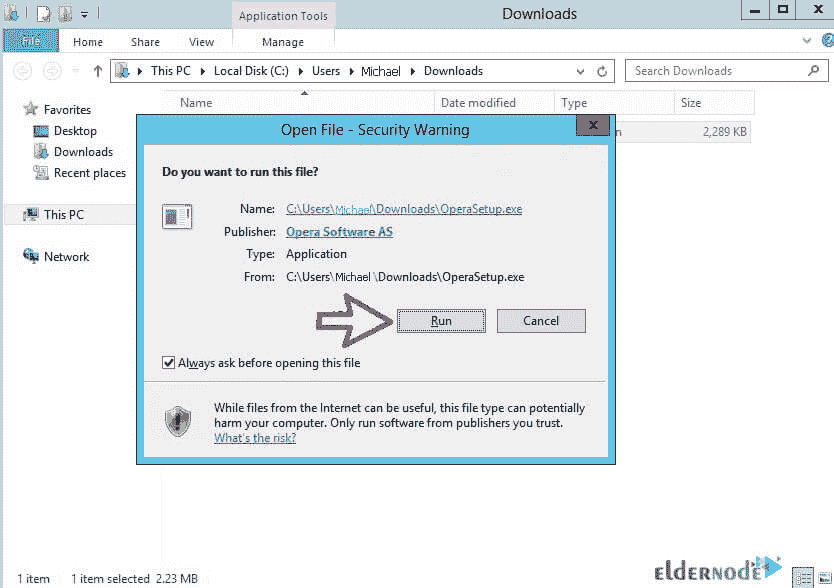 Application Tools
Downloads
File
Home
Share
View
Manage
This PC
Local Disk (C:)
Users
Michael
Downloads
Search Downloads
Name
Date modified
Type
Size
Favorites
Desktop
Downloads
Recent places
This PC
Network
2,289 KB
Open File - Security Warning
Do you want to run this file?
Name: C:\Users\Michael\Downloads\OperaSetup.exe
Publisher: Opera Software AS
Type: Application
From: C:\Users\Michael \Downloads\OperaSetup.exe
Run
Cancel
Always ask before opening this file
While files from the Internet can be useful, this file type can potentially
harm your computer. Only run software from publishers you trust.
What's the risk?
1 item
1 item selected 2.23 MB
ELDERNODE